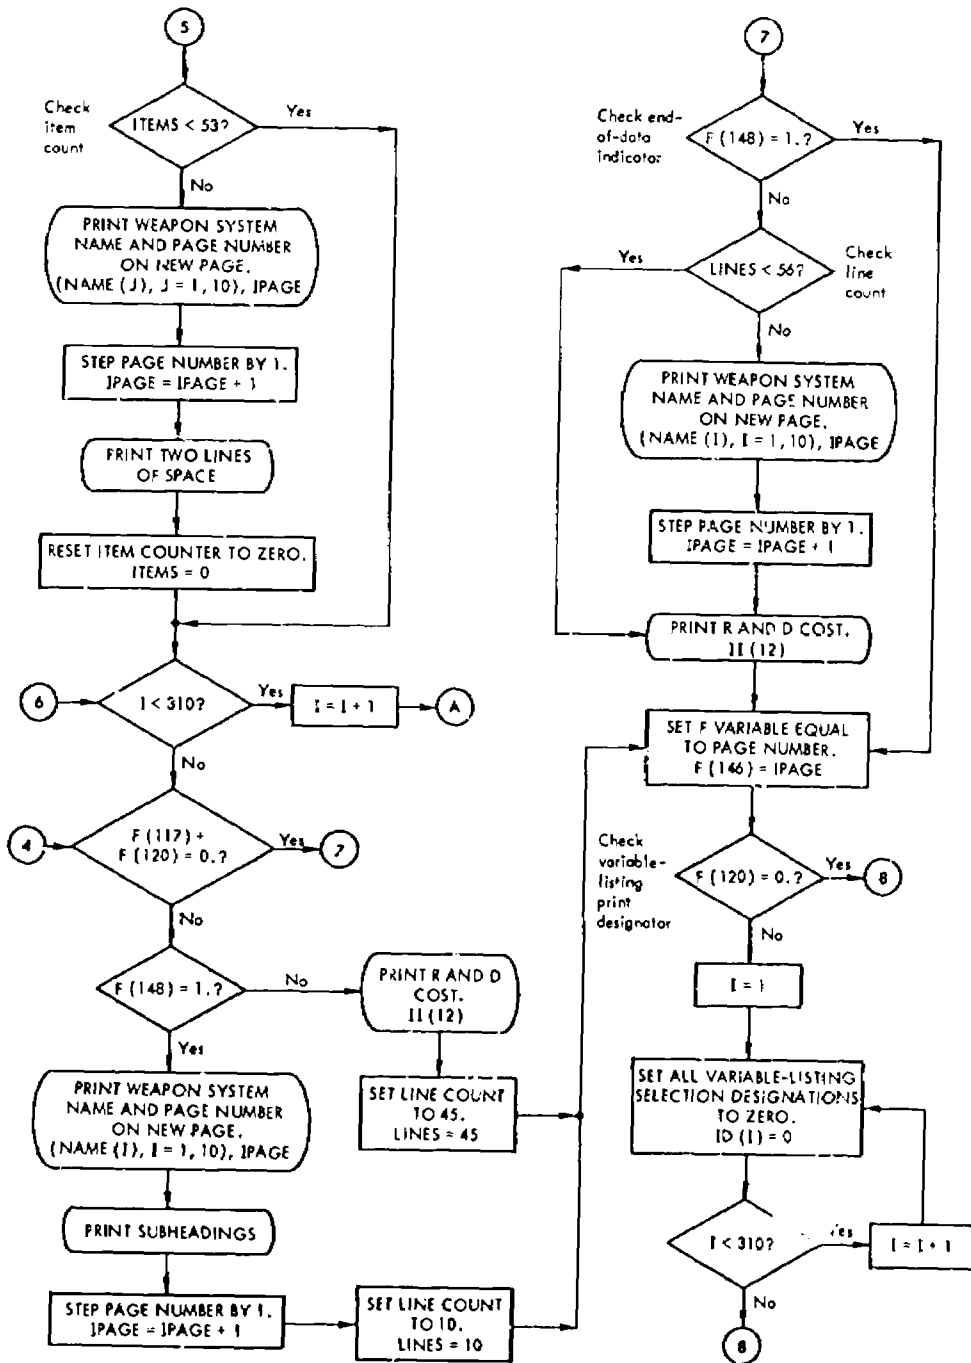 5
Check
item
count
ITEMS < 53?
Yes
No
PRINT WEAPON SYSTEM
NAME AND PAGE NUMBER
ON NEW PAGE.
(NAME (J), J = 1, 10), IPAGE
STEP PAGE NUMBER BY 1.
IPAGE = IPAGE + 1
PRINT TWO LINES
OF SPACE
RESET ITEM COUNTER TO ZERO.
ITEMS = 0
6
I < 310?
Yes
I = I + 1
A
No
4
F (117) +
F (120) = 0.?
Yes
7
No
F (148) = 1.?
No
PRINT R AND D
COST.
II (12)
Yes
PRINT WEAPON SYSTEM
NAME AND PAGE NUMBER
ON NEW PAGE.
(NAME (I), I = 1, 10), IPAGE
SET LINE COUNT
TO 45.
LINES = 45
PRINT SUBHEADINGS
STEP PAGE NUMBER BY 1.
IPAGE = IPAGE + 1
SET LINE COUNT
TO 10.
LINES = 10
7
Check end-
of-data
indicator
F (148) = 1.?
Yes
No
Yes
LINES < 56?
Check
line
count
No
PRINT WEAPON SYSTEM
NAME AND PAGE NUMBER
ON NEW PAGE.
(NAME (I), I = 1, 10), IPAGE
STEP PAGE NUMBER BY 1.
IPAGE = IPAGE + 1
PRINT R AND D COST.
II (12)
SET F VARIABLE EQUAL
TO PAGE NUMBER.
F (146) = IPAGE
Check
variable-
listing
print
designator
F (120) = 0.?
Yes
8
No
I = 1
SET ALL VARIABLE-LISTING
SELECTION DESIGNATIONS
TO ZERO.
ID (I) = 0
I < 310?
Yes
I = I + 1
No
8